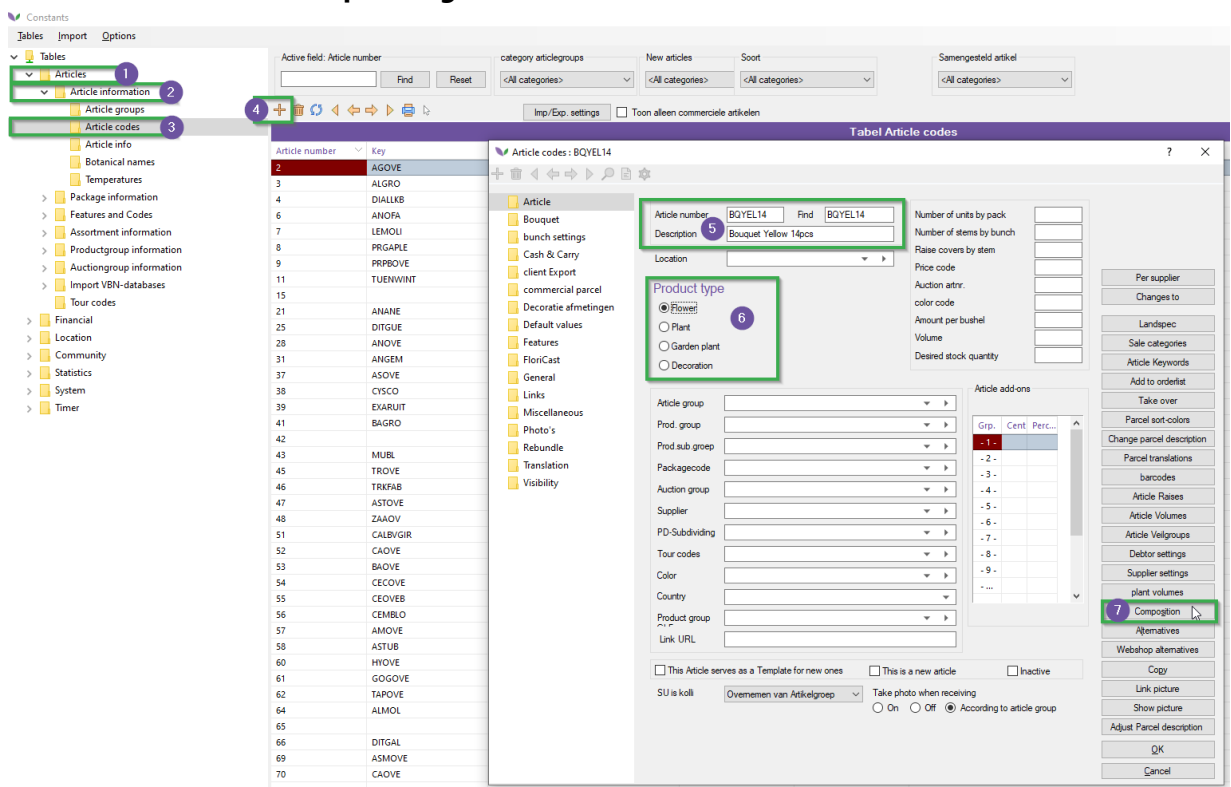 Constants
Tables Import Options
Tables
Articles 1
Article information 2
Article groups
Article codes 3
Article info
Botanical names
Temperatures
Package information
Features and Codes
Assortment information
Productgroup information
Auctiongroup information
Import VBN-databases
Tour codes
Financial
Location
Community
Statistics
System
Timer
Active field: Article number
Find Reset
category articlegroups
<All categories>
New articles
<All categories>
Soort
<All categories>
Samengesteld artikel
<All categories>
4
Imp/Exp. settings Toon alleen commerciele artikelen
Tabel Article codes
Article number Key
2 AGOVE
3 ALGRO
4 DIALLKB
6 ANOFA
7 LEMOLI
8 PRGAPLE
9 PRPBOVE
11 TUENWINT
15
21 ANANE
25 DITGUE
28 ANOVE
31 ANGEM
37 ASOVE
38 CYSCO
39 EXARUIT
41 BAGRO
42
43 MUBL
45 TROVE
46 TRKFAB
47 ASTOVE
48 ZAAOV
51 CALBVGIR
52 CAOVE
53 BAOVE
54 CECOVE
55 CEOVEB
56 CEMBLO
57 AMOVE
58 ASTUB
60 HYOVE
61 GOGOVE
62 TAPOVE
64 ALMOL
65
66 DITGAL
69 ASMOVE
70 CAOVE
Article codes : BQYEL14 ?
Article
Bouquet
bunch settings
Cash & Carry
client Export
commercial parcel
Decoratie afmetingen
Default values
Features
FloriCast
General
Links
Miscellaneous
Photo's
Rebundle
Translation
Visibility
Article number BQYEL14 Find BQYEL14
5
Description Bouquet Yellow 14pcs
Location
Product type
Flower
6
Plant
Garden plant
Decoration
Number of units by pack
Number of stems by bunch
Raise covers by stem
Price code
Auction artnr.
color code
Amount per bushel
Volume
Desired stock quantity
Article group
Prod. group
Prod.sub.groep
Packagecode
Auction group
Supplier
PD-Subdividing
Tour codes
Color
Country
Product group
Link URL
Article add-ons
Grp. Cent Perc...
- 1 -
- 2 -
- 3 -
- 4 -
- 5 -
- 6 -
- 7 -
- 8 -
- 9 -
- ...
This Article serves as a Template for new ones This is a new article Inactive
SU is kolli Overnemen van Artikelgroep
Take photo when receiving
On Off According to article group
Per supplier
Changes to
Landspec
Sale categories
Article Keywords
Add to orderlist
Take over
Parcel sort-colors
Change parcel description
Parcel translations
barcodes
Article Raises
Article Volumes
Article Veilgroups
Debtor settings
Supplier settings
plant volumes
7 Composition
Alternatives
Webshop alternatives
Copy
Link picture
Show picture
Adjust Parcel description
OK
Cancel